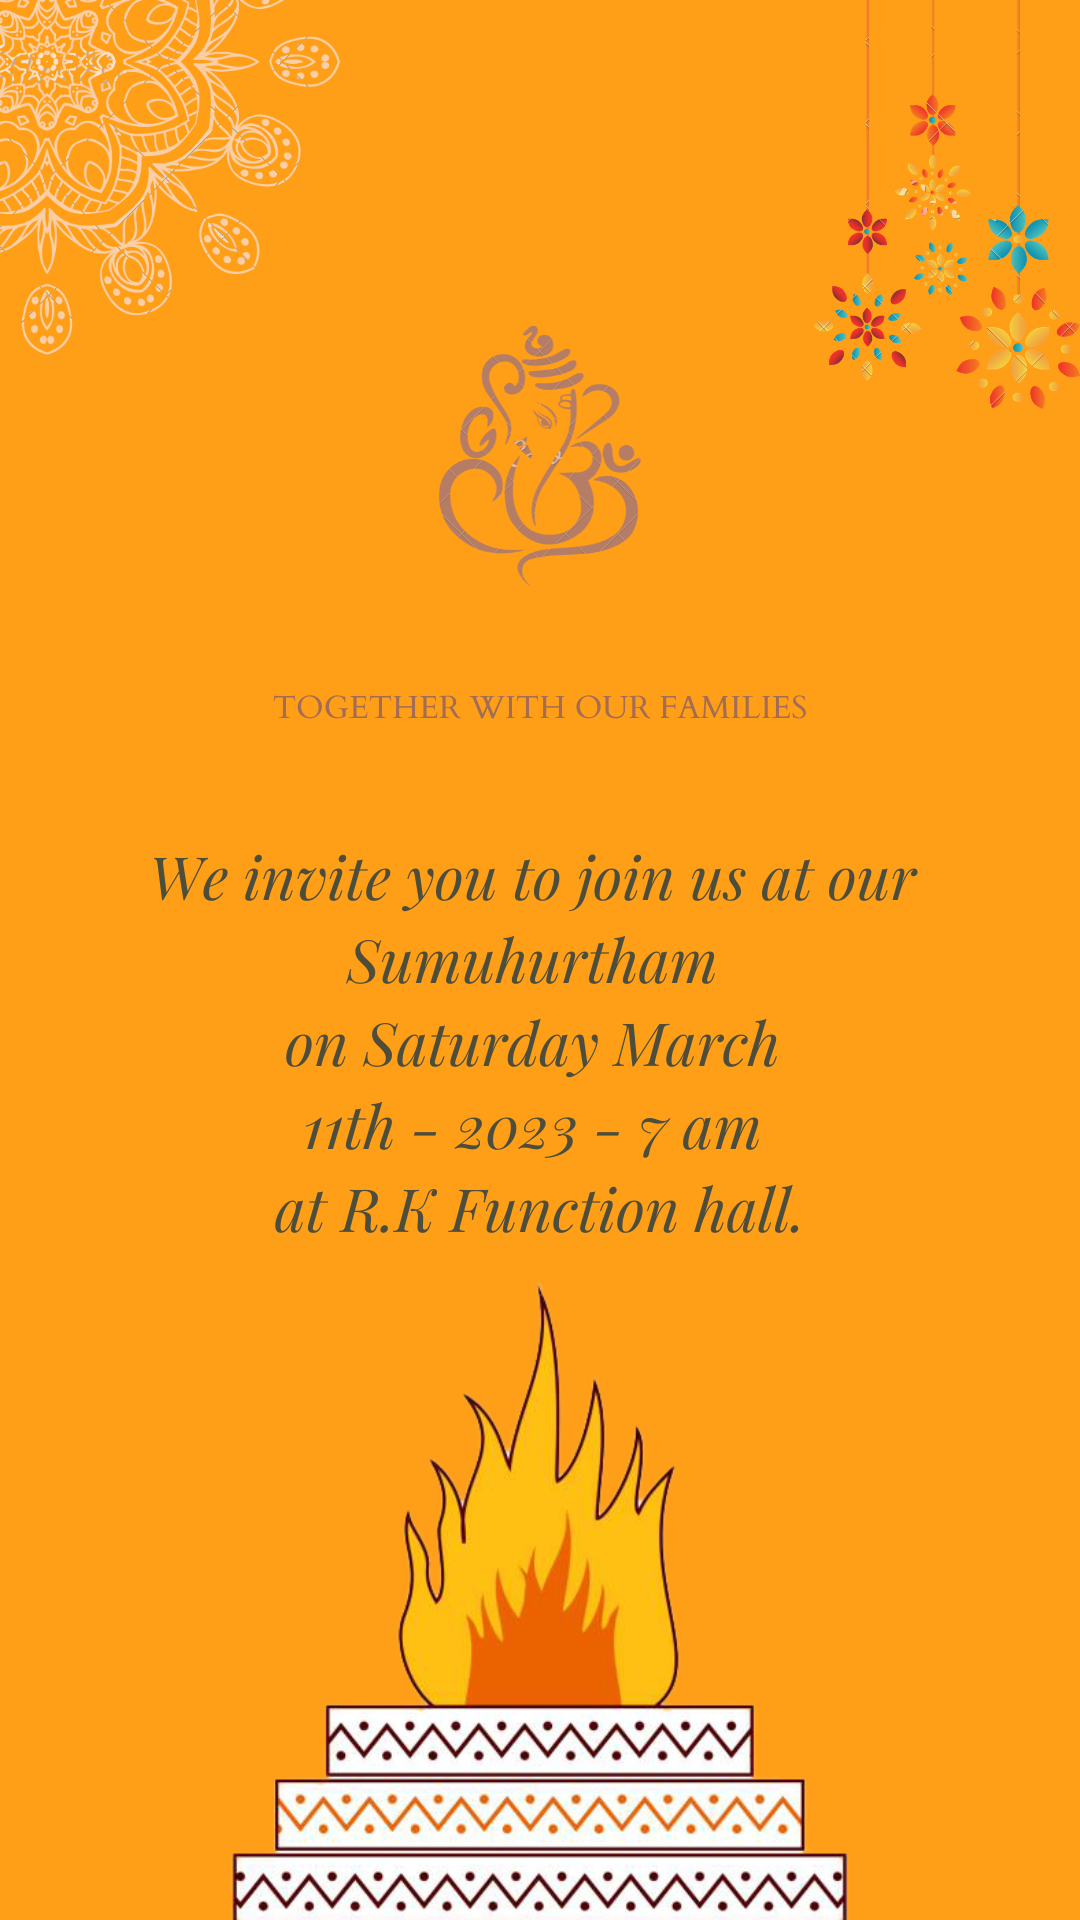 TOGETHER WITH OUR FAMILIES
We invite you to join us at our
Sumuhurtham
on Saturday March
11th - 2023 - 7 am
at R.K Function hall.